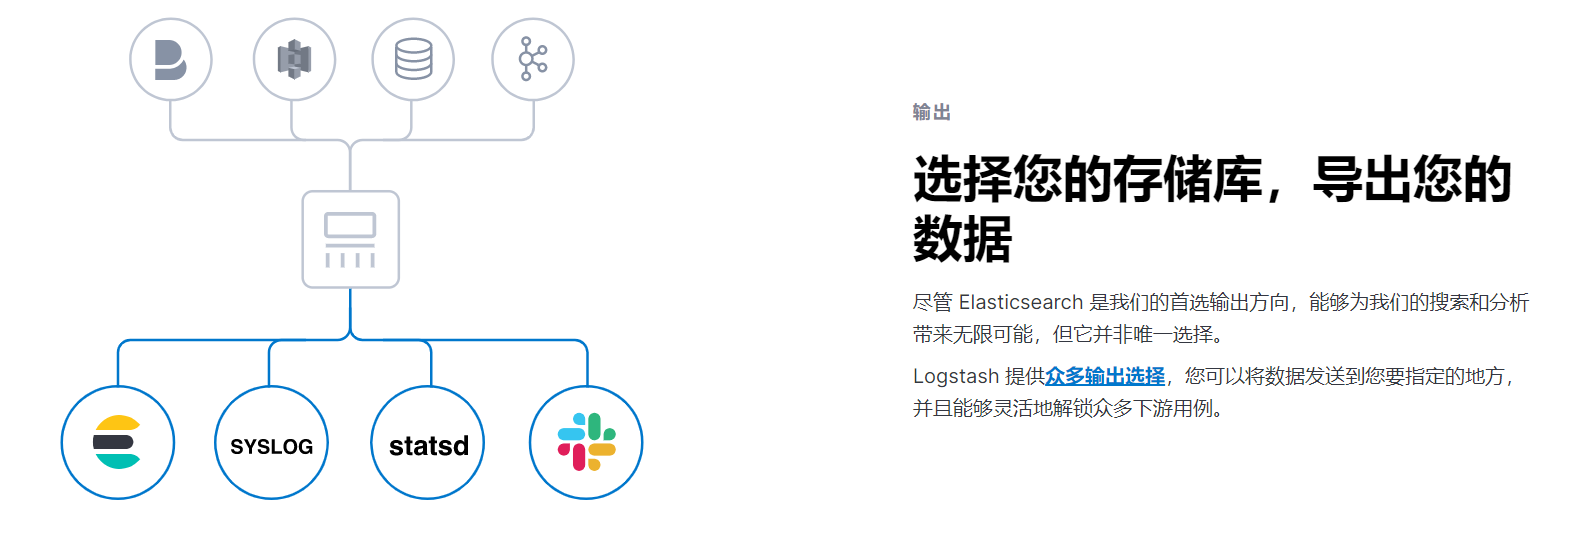 SYSLOG
statsd
输出
选择您的存储库，导出您的
数据
尽管 Elasticsearch 是我们的首选输出方向，能够为我们的搜索和分析
带来无限可能，但它并非唯一选择。
Logstash 提供众多输出选择，您可以将数据发送到您要指定的地方，
并且能够灵活地解锁众多下游用例。